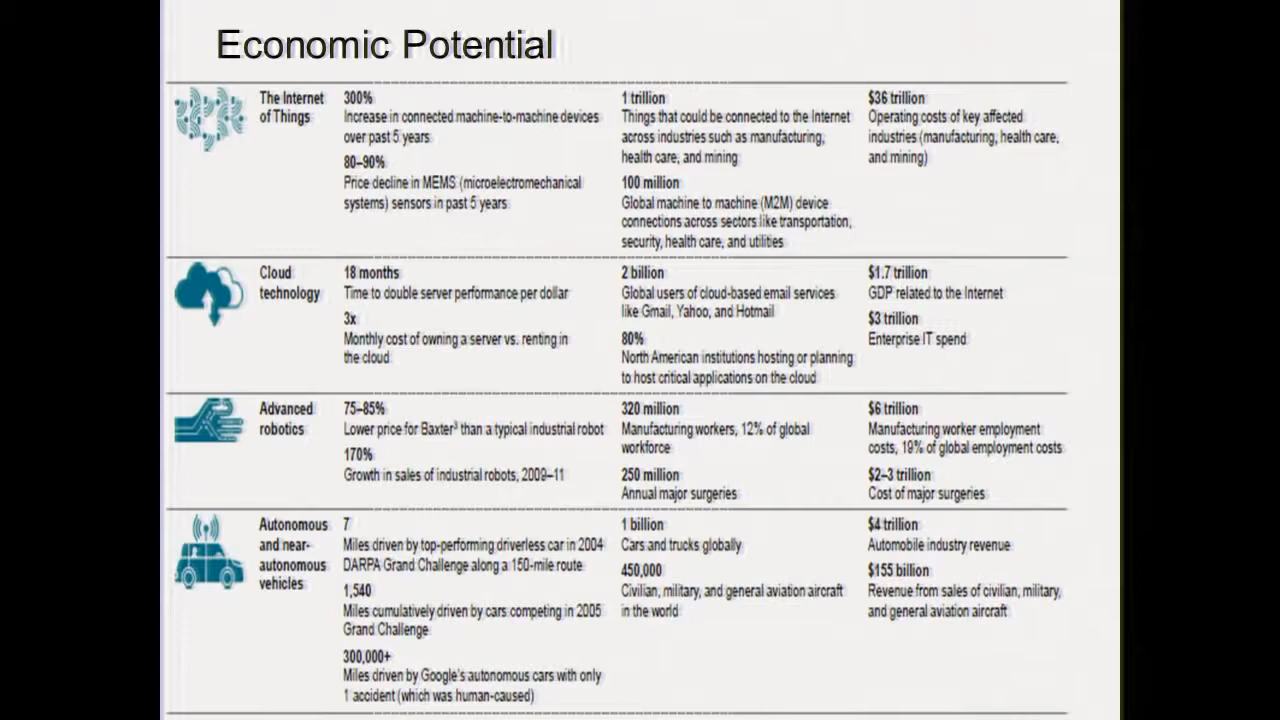 Economic Potential
The Internet
of Things
300%
Increase in connected machine-to-machine devices
over past 5 years
80–90%
Price decline in MEMS (microelectromechanical
systems) sensors in past 5 years
1 trillion
Things that could be connected to the Internet
across industries such as manufacturing,
health care, and mining
100 million
Global machine to machine (M2M) device
connections across sectors like transportation,
security, health care, and utilities
$36 trillion
Operating costs of key affected
industries (manufacturing, health care,
and mining)
Cloud
technology
18 months
Time to double server performance per dollar
3x
Monthly cost of owning a server vs. renting in
the cloud
2 billion
Global users of cloud-based email services
like Gmail, Yahoo, and Hotmail
80%
North American institutions hosting or planning
to host critical applications on the cloud
$1.7 trillion
GDP related to the Internet
$3 trillion
Enterprise IT spend
Advanced
robotics
75–85%
Lower price for Baxter³ than a typical industrial robot
170%
Growth in sales of industrial robots, 2009–11
320 million
Manufacturing workers, 12% of global
workforce
250 million
Annual major surgeries
$6 trillion
Manufacturing worker employment
costs, 19% of global employment costs
$2–3 trillion
Cost of major surgeries
Autonomous
and near-
autonomous
vehicles
7
Miles driven by top-performing driverless car in 2004
DARPA Grand Challenge along a 150-mile route
1,540
Miles cumulatively driven by cars competing in 2005
Grand Challenge
300,000+
Miles driven by Google's autonomous cars with only
1 accident (which was human-caused)
1 billion
Cars and trucks globally
450,000
Civilian, military, and general aviation aircraft
in the world
$4 trillion
Automobile industry revenue
$155 billion
Revenue from sales of civilian, military,
and general aviation aircraft